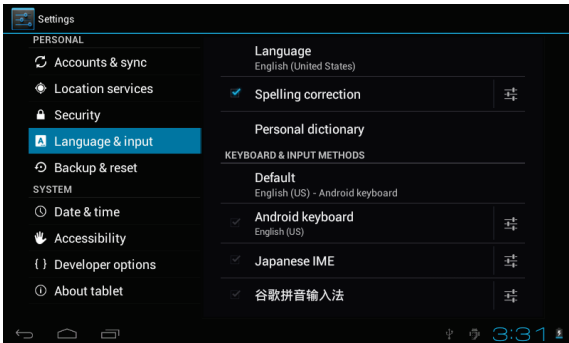 Settings
PERSONAL
Accounts & sync
Location services
Security
Language & input
Backup & reset
SYSTEM
Date & time
Accessibility
{ } Developer options
About tablet
Language
English (United States)
Spelling correction
Personal dictionary
KEYBOARD & INPUT METHODS
Default
English (US) - Android keyboard
Android keyboard
English (US)
Japanese IME
谷歌拼音输入法
3:31